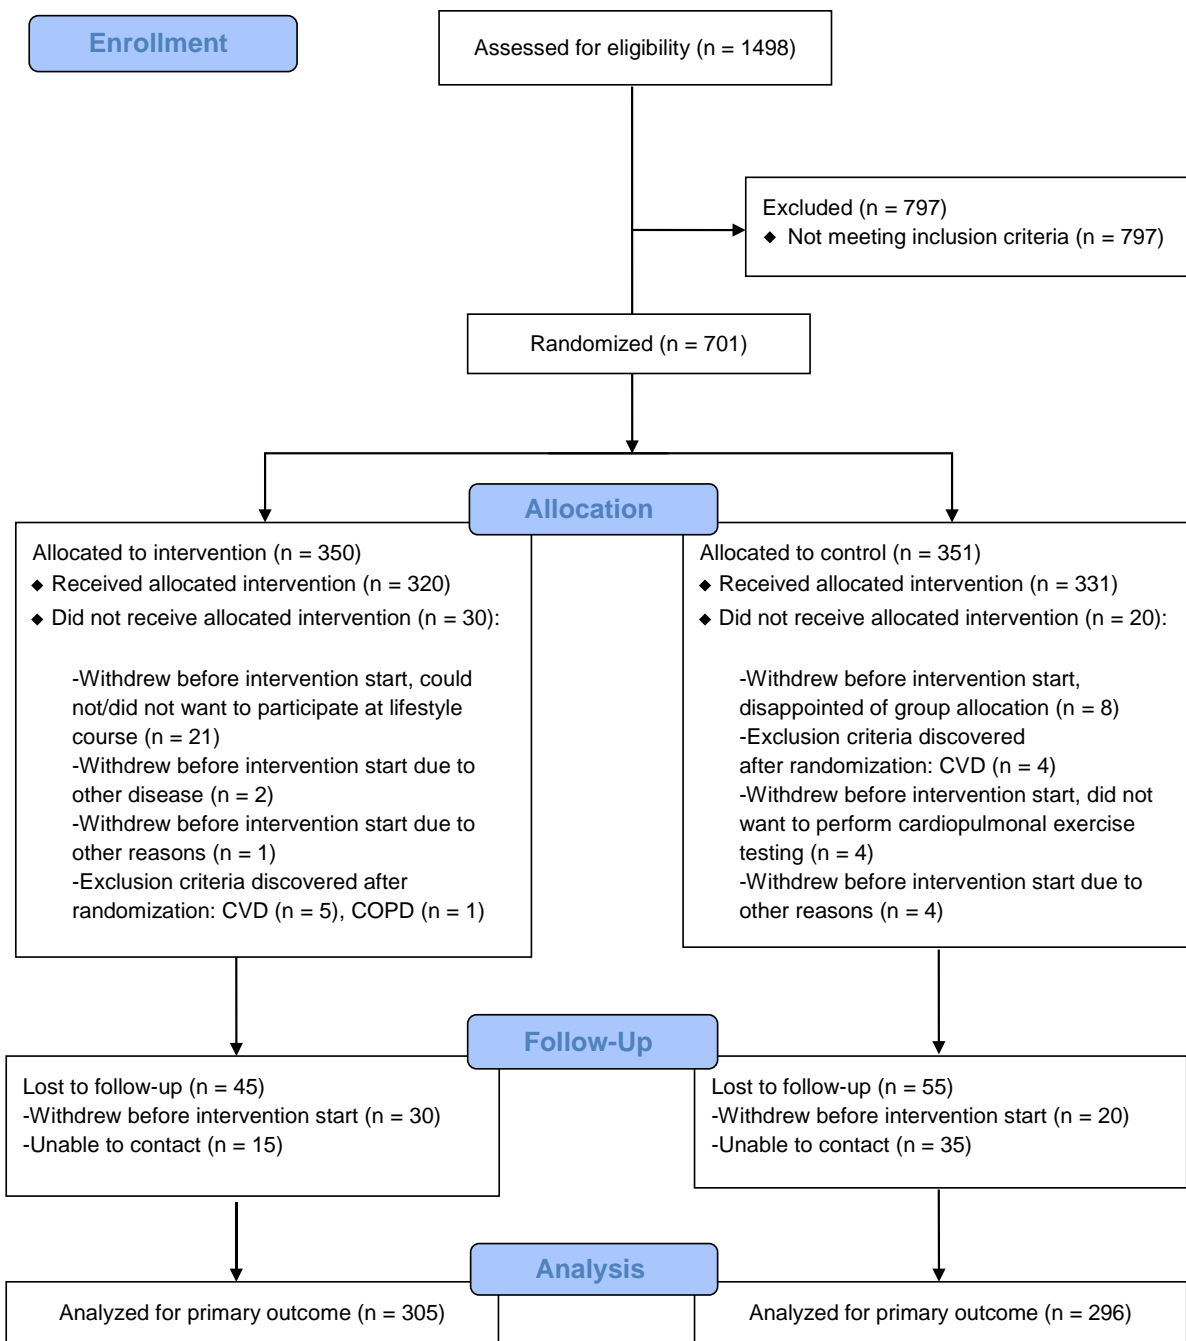 Enrollment
Assessed for eligibility (n = 1498)
Excluded (n = 797)
◆ Not meeting inclusion criteria (n = 797)
Randomized (n = 701)
Allocation
Allocated to intervention (n = 350)
◆ Received allocated intervention (n = 320)
◆ Did not receive allocated intervention (n = 30):
-Withdrew before intervention start, could
not/did not want to participate at lifestyle
course (n = 21)
-Withdrew before intervention start due to
other disease (n = 2)
-Withdrew before intervention start due to
other reasons (n = 1)
-Exclusion criteria discovered after
randomization: CVD (n = 5), COPD (n = 1)
Allocated to control (n = 351)
◆ Received allocated intervention (n = 331)
◆ Did not receive allocated intervention (n = 20):
-Withdrew before intervention start,
disappointed of group allocation (n = 8)
-Exclusion criteria discovered
after randomization: CVD (n = 4)
-Withdrew before intervention start, did not
want to perform cardiopulmonal exercise
testing (n = 4)
-Withdrew before intervention start due to
other reasons (n = 4)
Follow-Up
Lost to follow-up (n = 45)
-Withdrew before intervention start (n = 30)
-Unable to contact (n = 15)
Lost to follow-up (n = 55)
-Withdrew before intervention start (n = 20)
-Unable to contact (n = 35)
Analysis
Analyzed for primary outcome (n = 305)
Analyzed for primary outcome (n = 296)